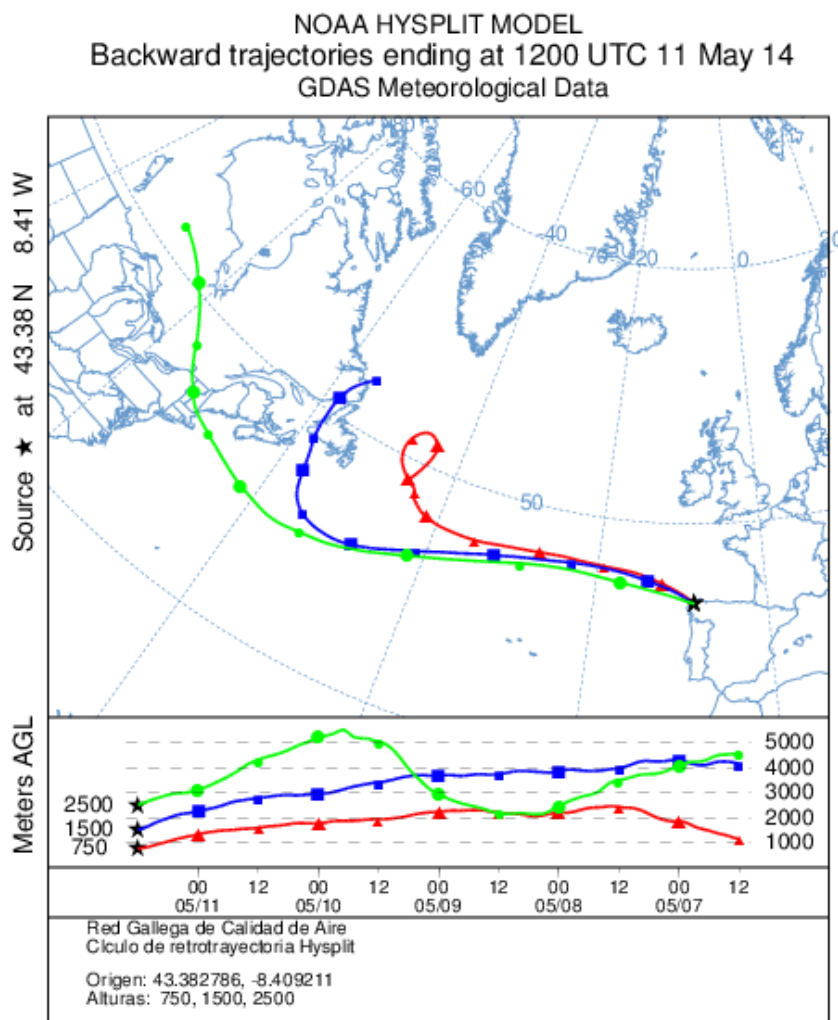 NOAA HYSPLIT MODEL
Backward trajectories ending at 1200 UTC 11 May 14
GDAS Meteorological Data
Source ★ at 43.38 N 8.41 W
80
60
40
70
20
0
20
50
Meters AGL
5000
4000
3000
2000
1000
2500
1500
750
00 12 00 12 00 12 00 12 00 12
05/11 05/10 05/09 05/08 05/07
Red Gallega de Calidad de Aire
Clculo de retrotrayectoria Hysplit
Origen: 43.382786, -8.409211
Alturas: 750, 1500, 2500